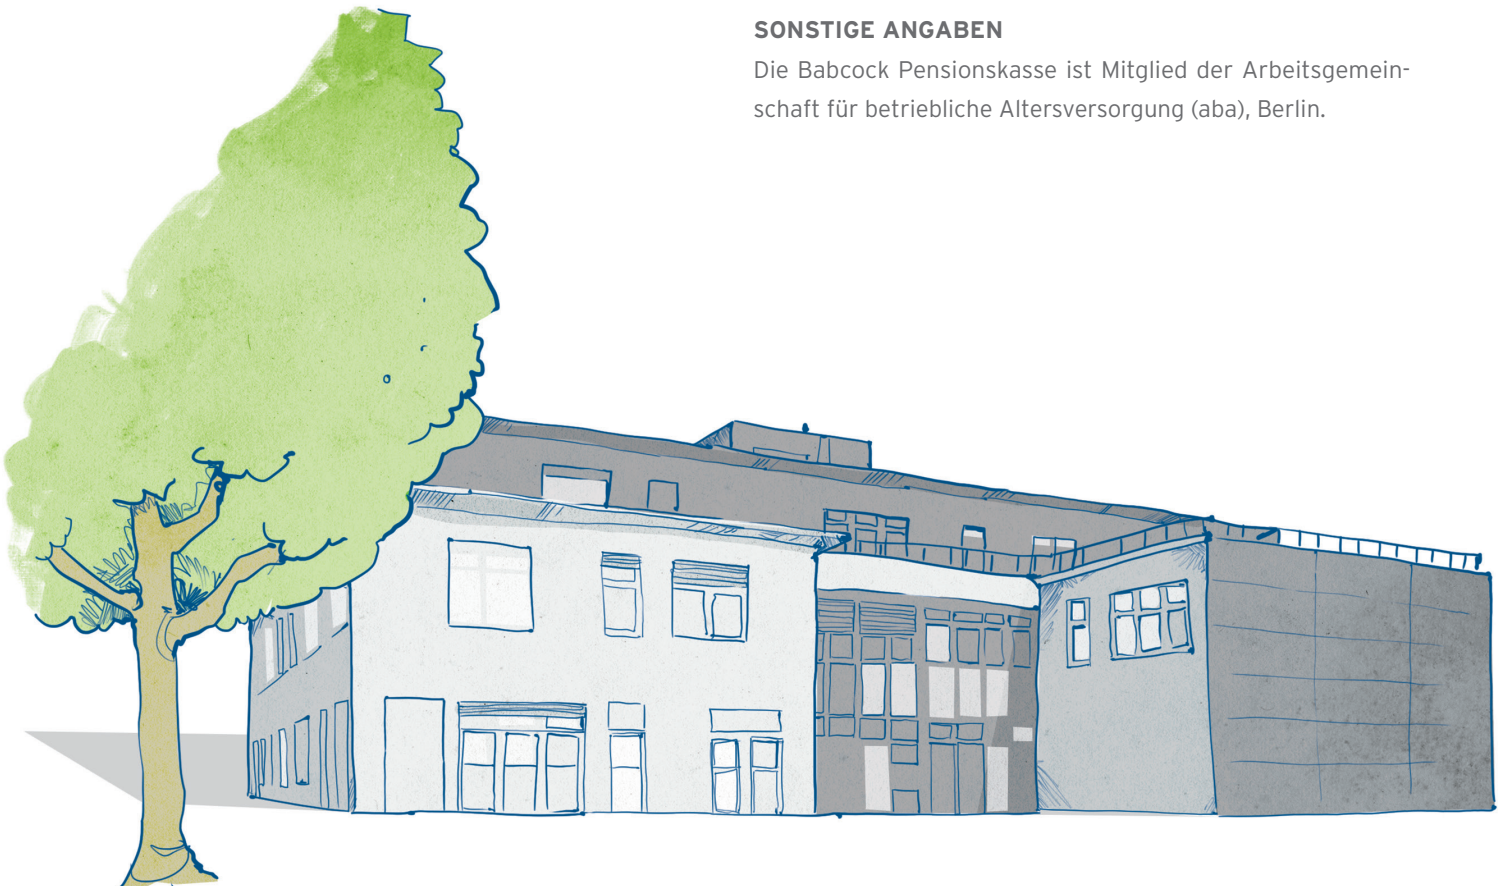 SONSTIGE ANGABEN
Die Babcock Pensionskasse ist Mitglied der Arbeitsgemein-
schaft für betriebliche Altersversorgung (aba), Berlin.